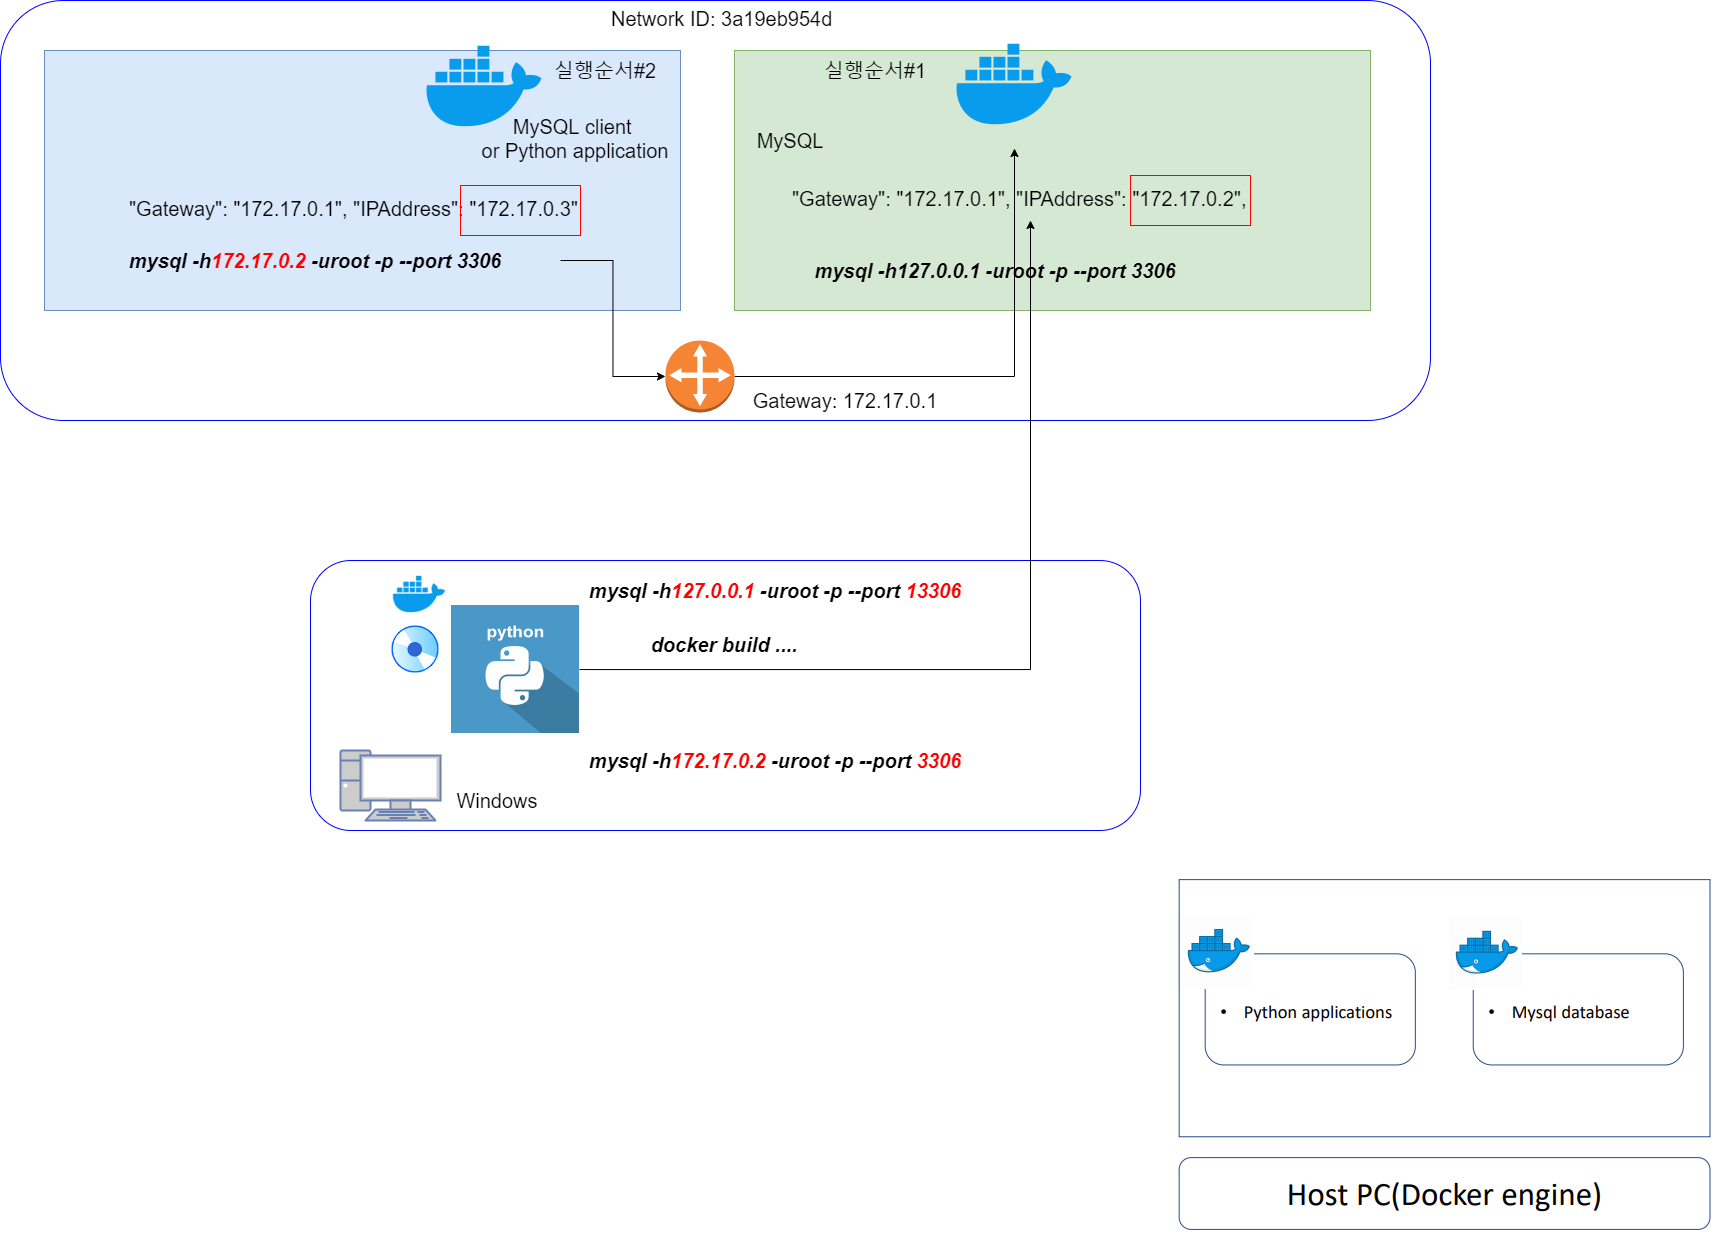 Network ID: 3a19eb954d
실행순서#2
MySQL client
or Python application
"Gateway": "172.17.0.1", "IPAddress": "172.17.0.3"
mysql -h172.17.0.2 -uroot -p --port 3306
실행순서#1
MySQL
"Gateway": "172.17.0.1", "IPAddress": "172.17.0.2",
mysql -h127.0.0.1 -uroot -p --port 3306
Gateway: 172.17.0.1
mysql -h127.0.0.1 -uroot -p --port 13306
python
docker build ....
mysql -h172.17.0.2 -uroot -p --port 3306
Windows
• Python applications
• Mysql database
Host PC(Docker engine)